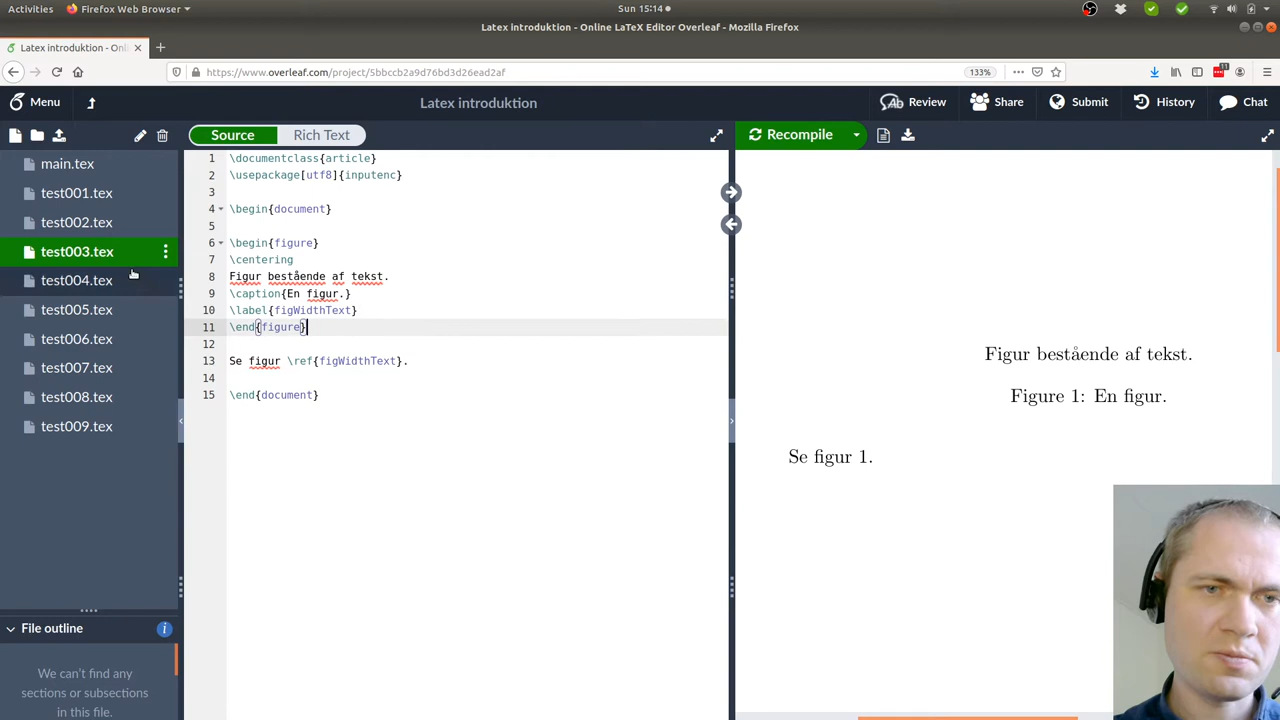 Activities Firefox Web Browser Sun 15:14
Latex introduktion - Online LaTeX Editor Overleaf - Mozilla Firefox
Latex introduktion - Onli
https://www.overleaf.com/project/5bbccb2a9d76bd3d26ead2af 133% 11
Menu Latex introduktion Review Share Submit History Chat
Source Rich Text Recompile
main.tex
test001.tex
test002.tex
test003.tex
test004.tex
test005.tex
test006.tex
test007.tex
test008.tex
test009.tex
File outline
We can't find any
sections or subsections
in this file.
1 \documentclass{article}
2 \usepackage[utf8]{inputenc}
3
4 \begin{document}
5
6 \begin{figure}
7 \centering
8 Figur bestående af tekst.
9 \caption{En figur.}
10 \label{figWidthText}
11 \end{figure}
12
13 Se figur \ref{figWidthText}.
14
15 \end{document}
Figur bestående af tekst.
Figure 1: En figur.
Se figur 1.